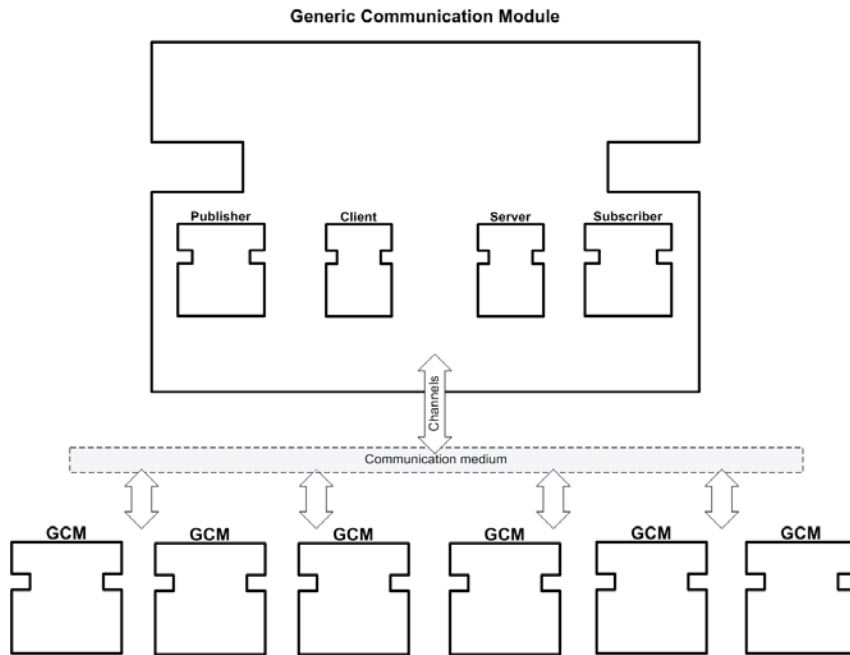 Generic Communication Module
Publisher
Client
Server
Subscriber
Channels
Communication medium
GCM
GCM
GCM
GCM
GCM
GCM